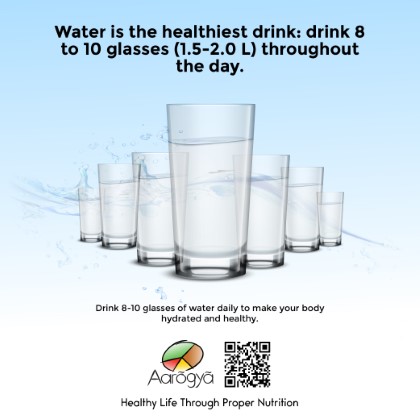 Water is the healthiest drink: drink 8
to 10 glasses (1.5-2.0 L) throughout
the day.
Drink 8-10 glasses of water daily to make your body
hydrated and healthy.
Aarōgyā
Healthy Life Through Proper Nutrition